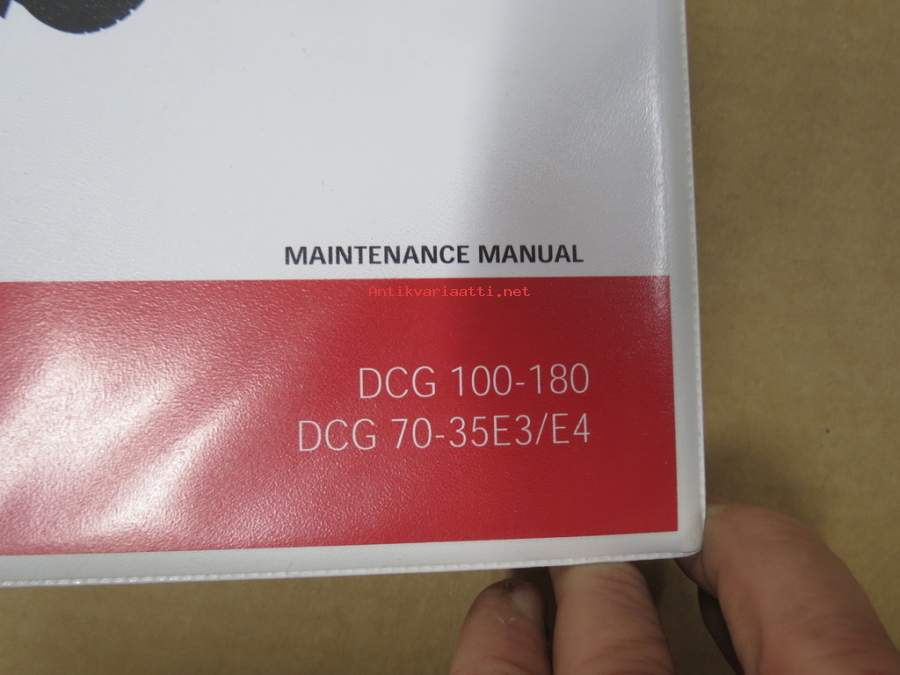 MAINTENANCE MANUAL
Antikvariaatti.net
DCG 100-180
DCG 70-35E3/E4